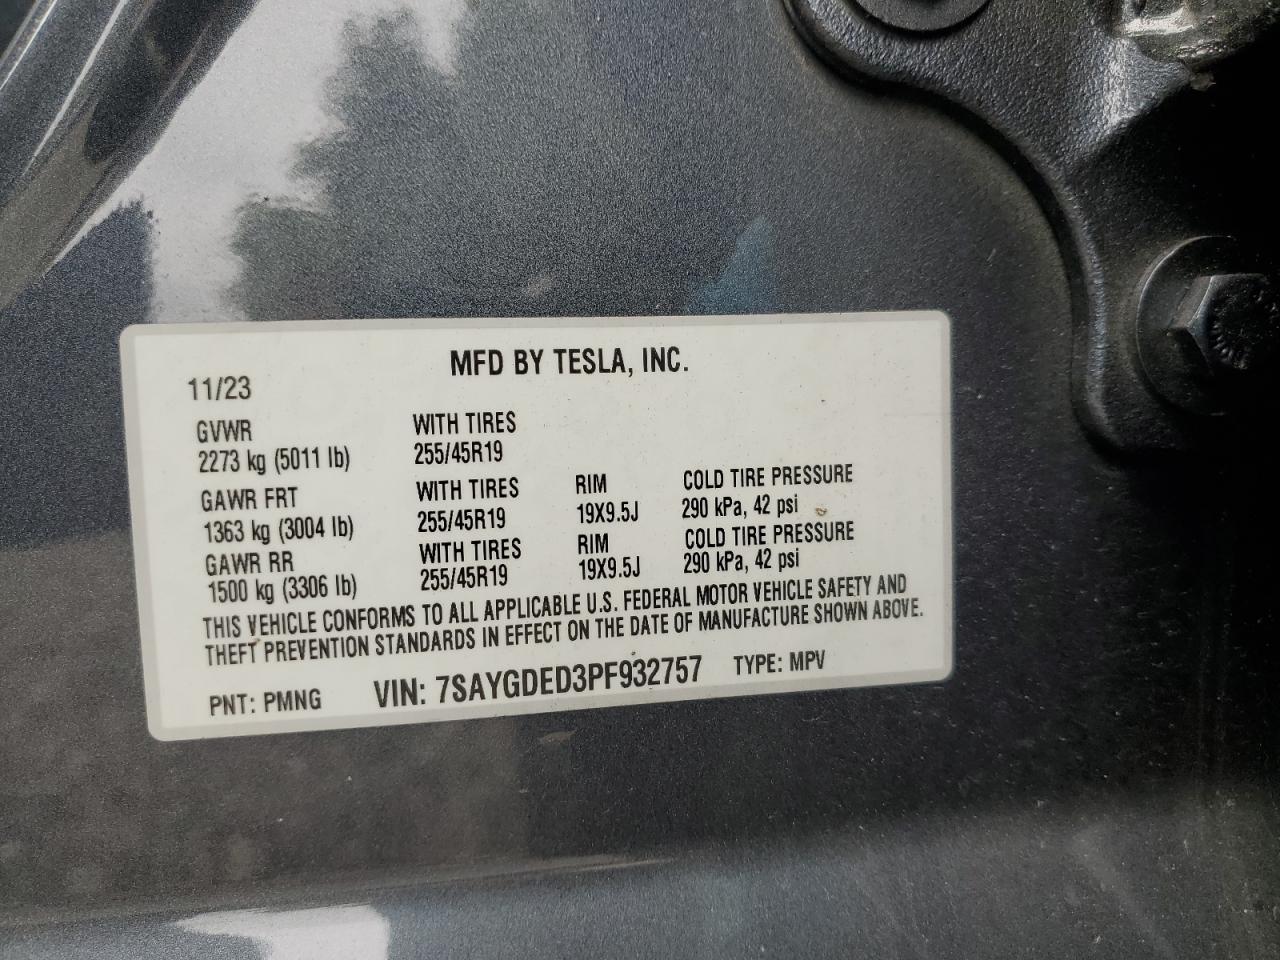 MFD BY TESLA, INC.
11/23
GVWR WITH TIRES
2273 kg (5011 lb) 255/45R19
GAWR FRT WITH TIRES RIM COLD TIRE PRESSURE
1363 kg (3004 lb) 255/45R19 19X9.5J 290 kPa, 42 psi
GAWR RR WITH TIRES RIM COLD TIRE PRESSURE
1500 kg (3306 lb) 255/45R19 19X9.5J 290 kPa, 42 psi
THIS VEHICLE CONFORMS TO ALL APPLICABLE U.S. FEDERAL MOTOR VEHICLE SAFETY AND
THEFT PREVENTION STANDARDS IN EFFECT ON THE DATE OF MANUFACTURE SHOWN ABOVE.
PNT: PMNG VIN: 7SAYGDED3PF932757 TYPE: MPV